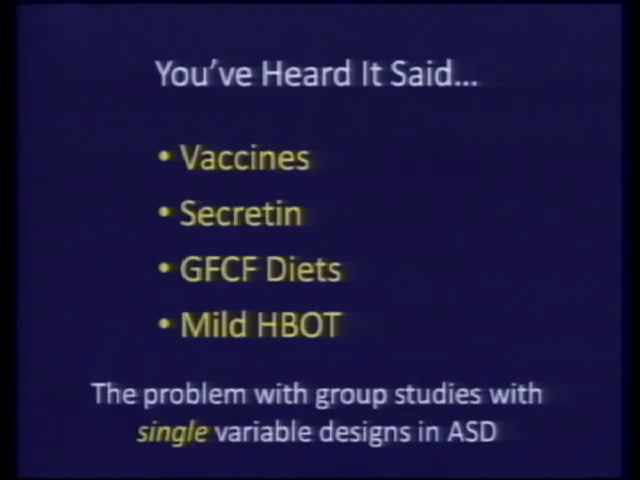 You've Heard It Said...
• Vaccines
• Secretin
• GFCF Diets
• Mild HBOT
The problem with group studies with
single variable designs in ASD